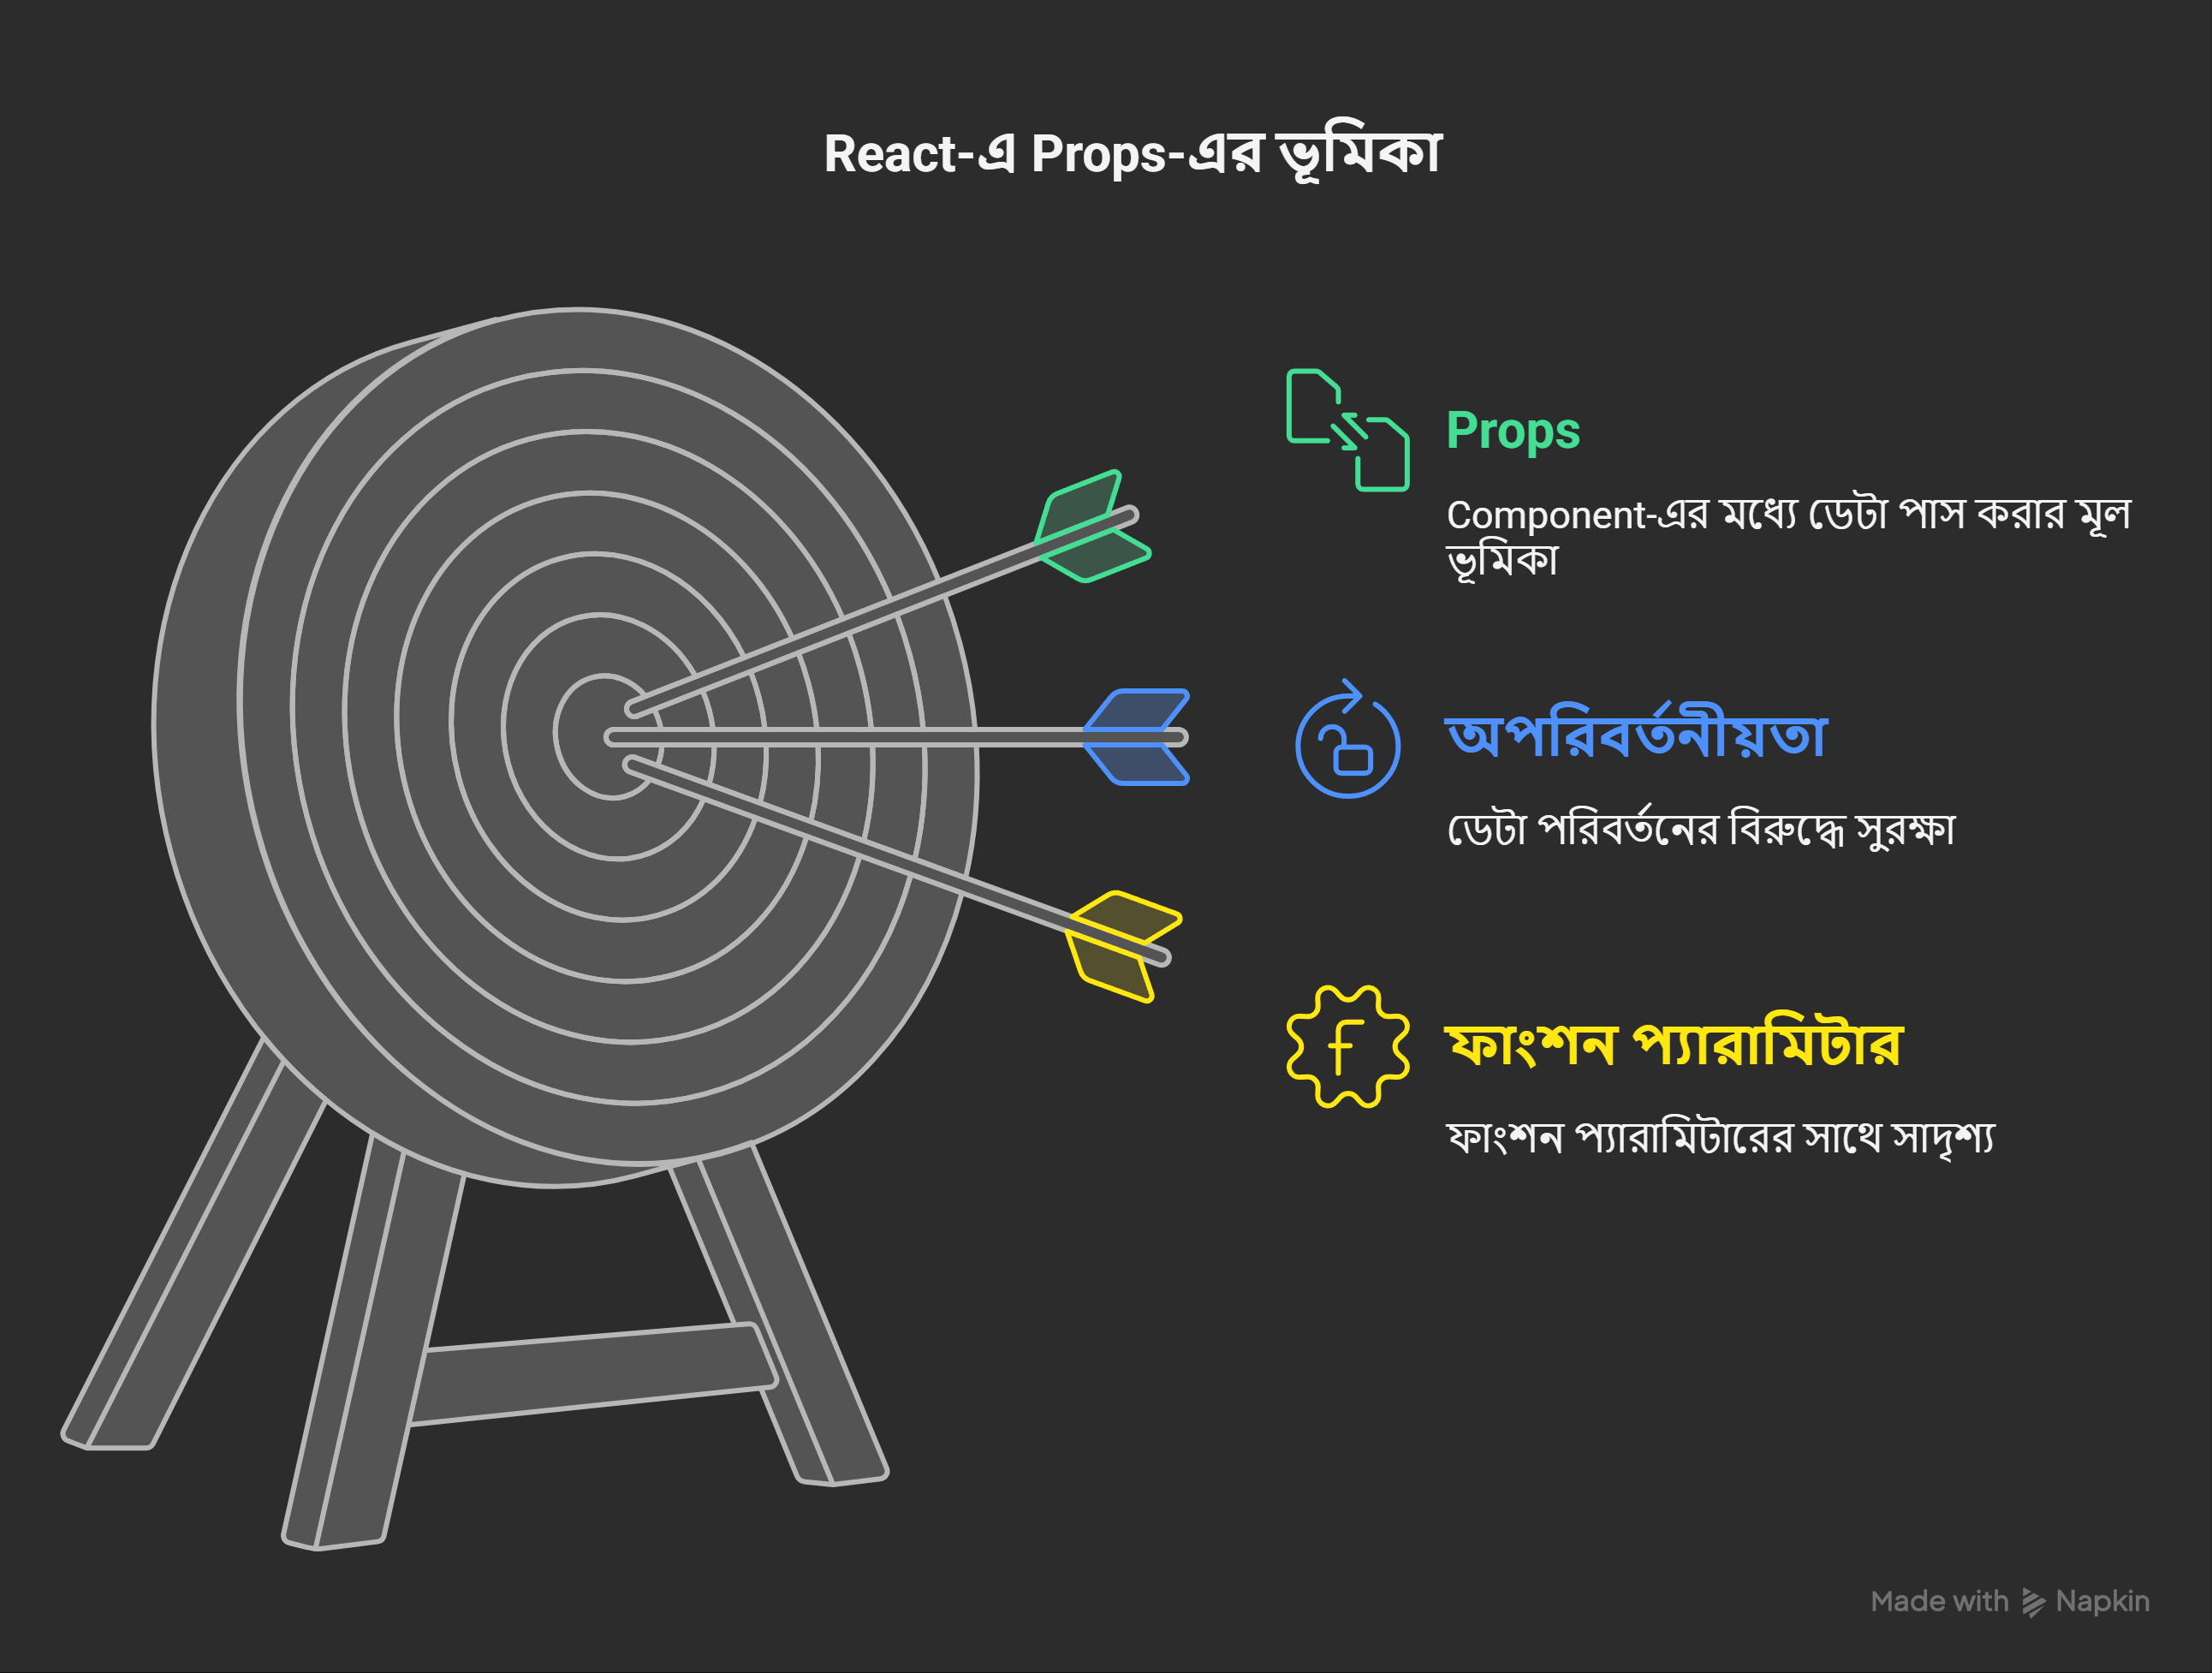 React-এ Props-এর ভূমিকা
Props
Component-এর মধ্যে ডেটা পাস করার মূল
ভূমিকা
অপরিবর্তনীয়তা
ডেটা পরিবর্তনের বিরুদ্ধে সুরক্ষা
f
ফাংশন প্যারামিটার
ফাংশন প্যারামিটারের সাথে সাদৃশ্য
Made with Napkin